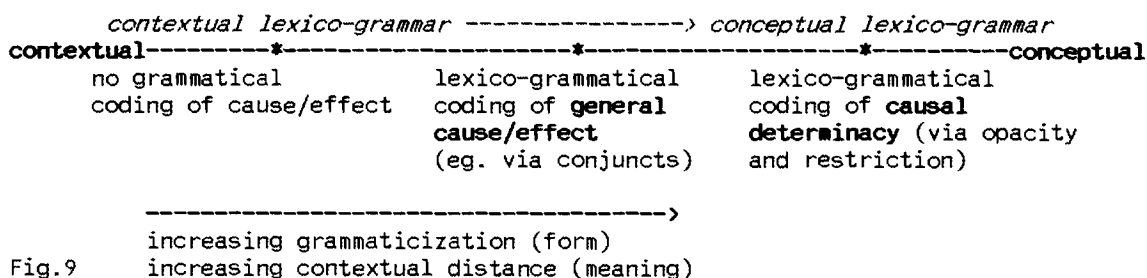 contextual lexico-grammar ----------------> conceptual lexico-grammar
contextual---------*--------------------*--------------------*----------conceptual
no grammatical lexico-grammatical lexico-grammatical
coding of cause/effect coding of general coding of causal
cause/effect determinacy (via opacity
(eg. via conjuncts) and restriction)
------------------------------------->
increasing grammaticization (form)
Fig.9 increasing contextual distance (meaning)